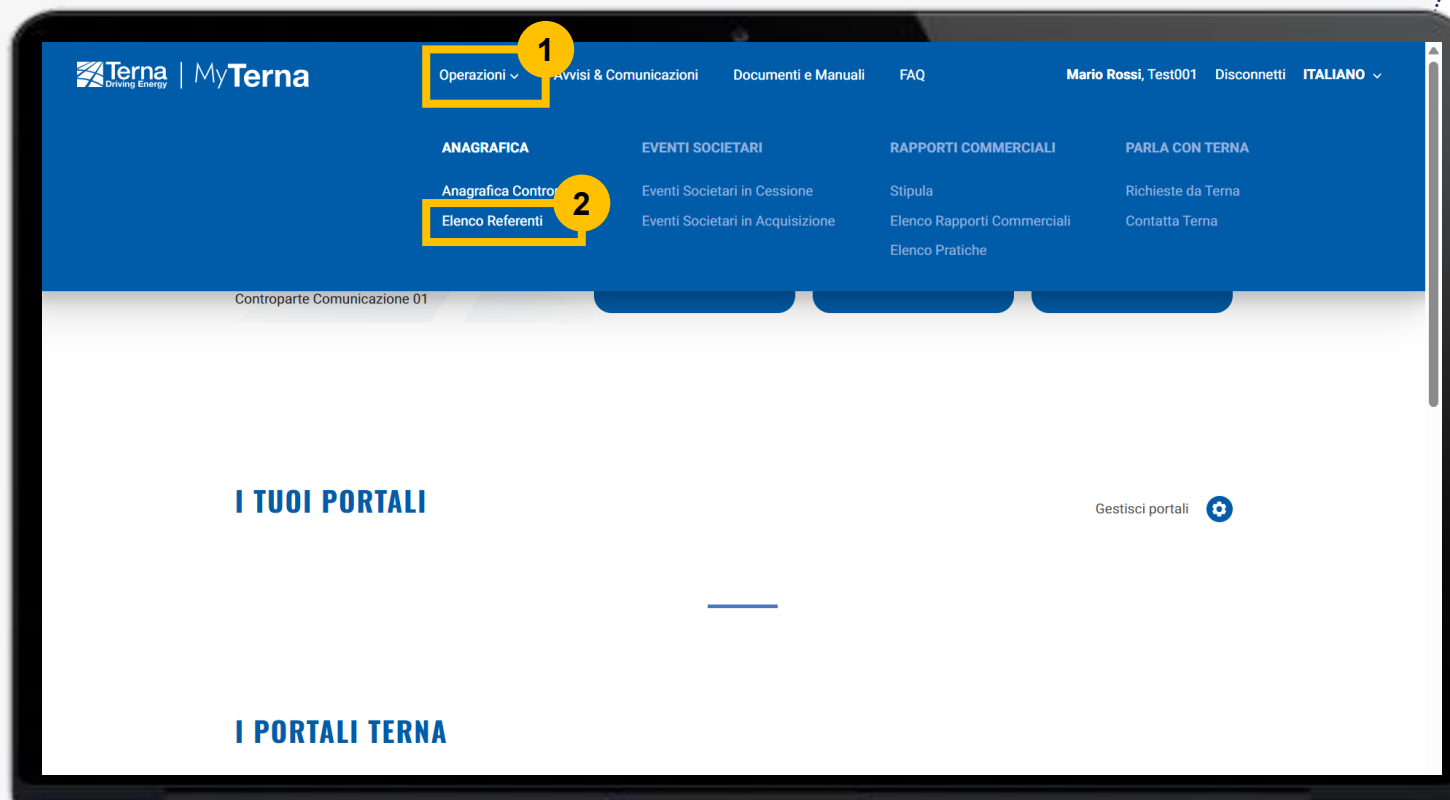 1
Terna
Driving Energy
MyTerna
Operazioni
Avvisi & Comunicazioni
Documenti e Manuali
FAQ
Mario Rossi, Test001
Disconnetti
ITALIANO
ANAGRAFICA
EVENTI SOCIETARI
RAPPORTI COMMERCIALI
PARLA CON TERNA
Anagrafica
Eventi Societari in Cessione
Stipula
Richieste da Terna
2
Elenco Referenti
Eventi Societari in Acquisizione
Elenco Rapporti Commerciali
Contatta Terna
Elenco Pratiche
Controparte Comunicazione 01
I TUOI PORTALI
Gestisci portali
I PORTALI TERNA